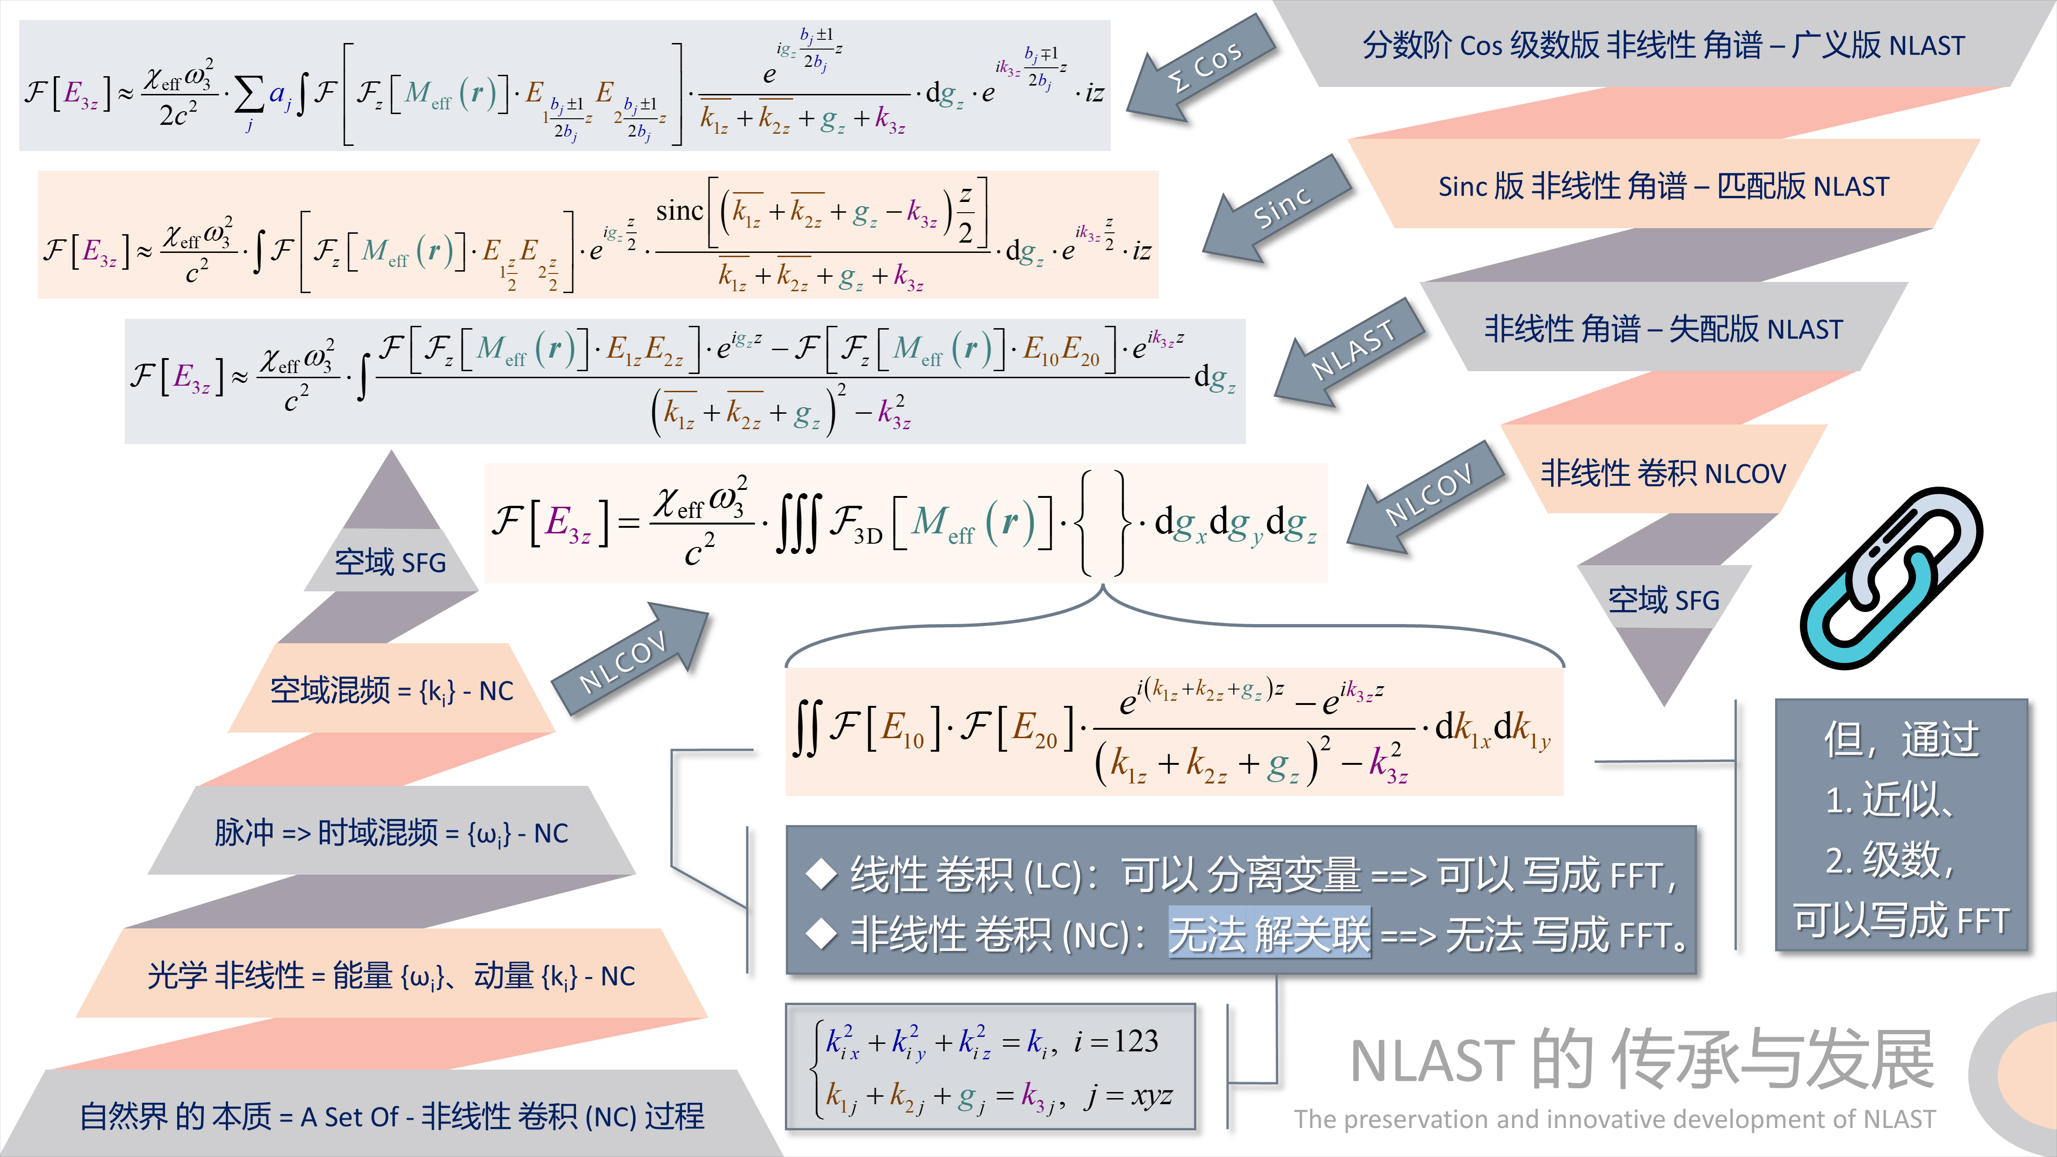 分数阶 Cos 级数版 非线性 角谱 – 广义版 NLAST
Σ Cos
$\mathcal{F}[E_{3z}] \approx \frac{\chi_{\text{eff}}\omega_3^2}{2c^2} \cdot \sum_j a_j \int \mathcal{F}\left[\mathcal{F}_z[M_{\text{eff}}(\boldsymbol{r})] \cdot E_{1\frac{b_j \pm 1}{2b_j}z} E_{2\frac{b_j \pm 1}{2b_j}z}\right] \cdot \frac{e^{ig_z\frac{b_j \pm 1}{2b_j}z}}{\overline{k_{1z}} + \overline{k_{2z}} + g_z + k_{3z}} \cdot \mathrm{d}g_z \cdot e^{ik_{3z}\frac{b_j \mp 1}{2b_j}z} \cdot iz$
Sinc 版 非线性 角谱 – 匹配版 NLAST
Sinc
$\mathcal{F}[E_{3z}] \approx \frac{\chi_{\text{eff}}\omega_3^2}{c^2} \cdot \int \mathcal{F}\left[\mathcal{F}_z[M_{\text{eff}}(\boldsymbol{r})] \cdot E_{1\frac{z}{2}} E_{2\frac{z}{2}}\right] \cdot e^{ig_z\frac{z}{2}} \cdot \frac{\text{sinc}\left[(\overline{k_{1z}} + \overline{k_{2z}} + g_z - k_{3z})\frac{z}{2}\right]}{\overline{k_{1z}} + \overline{k_{2z}} + g_z + k_{3z}} \cdot \mathrm{d}g_z \cdot e^{ik_{3z}\frac{z}{2}} \cdot iz$
非线性 角谱 – 失配版 NLAST
NLAST
$\mathcal{F}[E_{3z}] \approx \frac{\chi_{\text{eff}}\omega_3^2}{c^2} \cdot \int \frac{\mathcal{F}[\mathcal{F}_z[M_{\text{eff}}(\boldsymbol{r})] \cdot E_{1z}E_{2z}] \cdot e^{ig_z z} - \mathcal{F}[\mathcal{F}_z[M_{\text{eff}}(\boldsymbol{r})] \cdot E_{10}E_{20}] \cdot e^{ik_{3z}z}}{(\overline{k_{1z}} + \overline{k_{2z}} + g_z)^2 - k_{3z}^2} \mathrm{d}g_z$
非线性 卷积 NLCOV
NLCOV
$\mathcal{F}[E_{3z}] = \frac{\chi_{\text{eff}}\omega_3^2}{c^2} \cdot \iiint \mathcal{F}_{3\mathrm{D}}[M_{\text{eff}}(\boldsymbol{r})] \cdot \{\ \} \cdot \mathrm{d}g_x\mathrm{d}g_y\mathrm{d}g_z$
空域 SFG
空域 SFG
NLCOV
空域混频 = {kᵢ} - NC
$\iint \mathcal{F}[E_{10}] \cdot \mathcal{F}[E_{20}] \cdot \frac{e^{i(k_{1z}+k_{2z}+g_z)z} - e^{ik_{3z}z}}{(k_{1z} + k_{2z} + g_z)^2 - k_{3z}^2} \cdot \mathrm{d}k_{1x}\mathrm{d}k_{1y}$
但，通过
1. 近似、
2. 级数，
可以写成 FFT
脉冲 => 时域混频 = {ωᵢ} - NC
◆ 线性 卷积 (LC)：可以 分离变量 ==> 可以 写成 FFT，
◆ 非线性 卷积 (NC)：无法 解关联 ==> 无法 写成 FFT。
光学 非线性 = 能量 {ωᵢ}、动量 {kᵢ} - NC
$k_{ix}^2 + k_{iy}^2 + k_{iz}^2 = k_i,\ i = 123$
$k_{1j} + k_{2j} + g_j = k_{3j},\ j = xyz$
自然界 的 本质 = A Set Of - 非线性 卷积 (NC) 过程
NLAST 的 传承与发展
The preservation and innovative development of NLAST